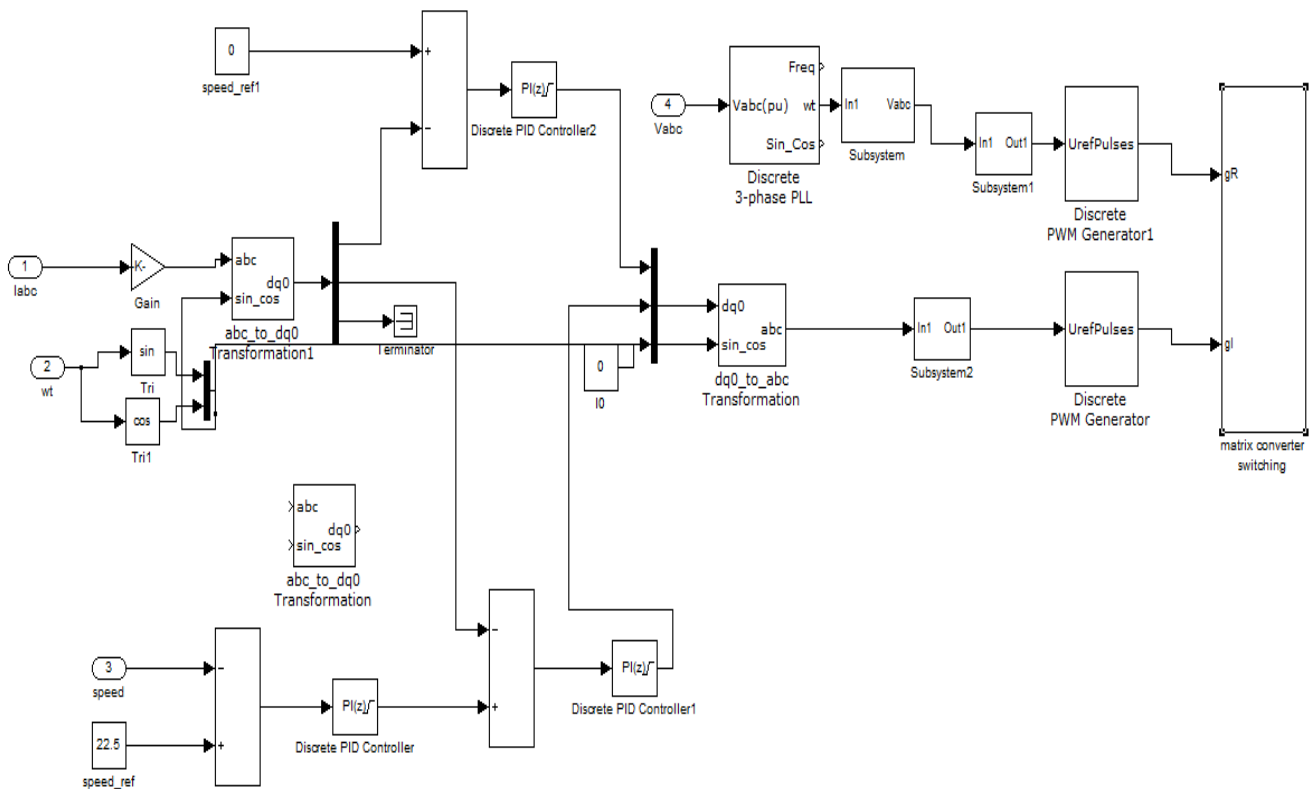 0
speed_ref1
+
−
PI(z)
Discrete PID Controller2
4
Vabc
Vabc(pu)
Freq
wt
Sin_Cos
Discrete
3-phase PLL
In1
Vabc
Subsystem
In1
Out1
Subsystem1
UrefPulses
Discrete
PWM Generator1
gR
gI
matrix converter
switching
1
Iabc
K-
Gain
abc
dq0
sin_cos
abc_to_dq0
Transformation1
Terminator
2
wt
sin
Tri
cos
Tri1
0
I0
dq0
abc
sin_cos
dq0_to_abc
Transformation
In1
Out1
Subsystem2
UrefPulses
Discrete
PWM Generator
abc
dq0
sin_cos
abc_to_dq0
Transformation
3
speed
22.5
speed_ref
−
+
PI(z)
Discrete PID Controller
−
+
PI(z)
Discrete PID Controller1